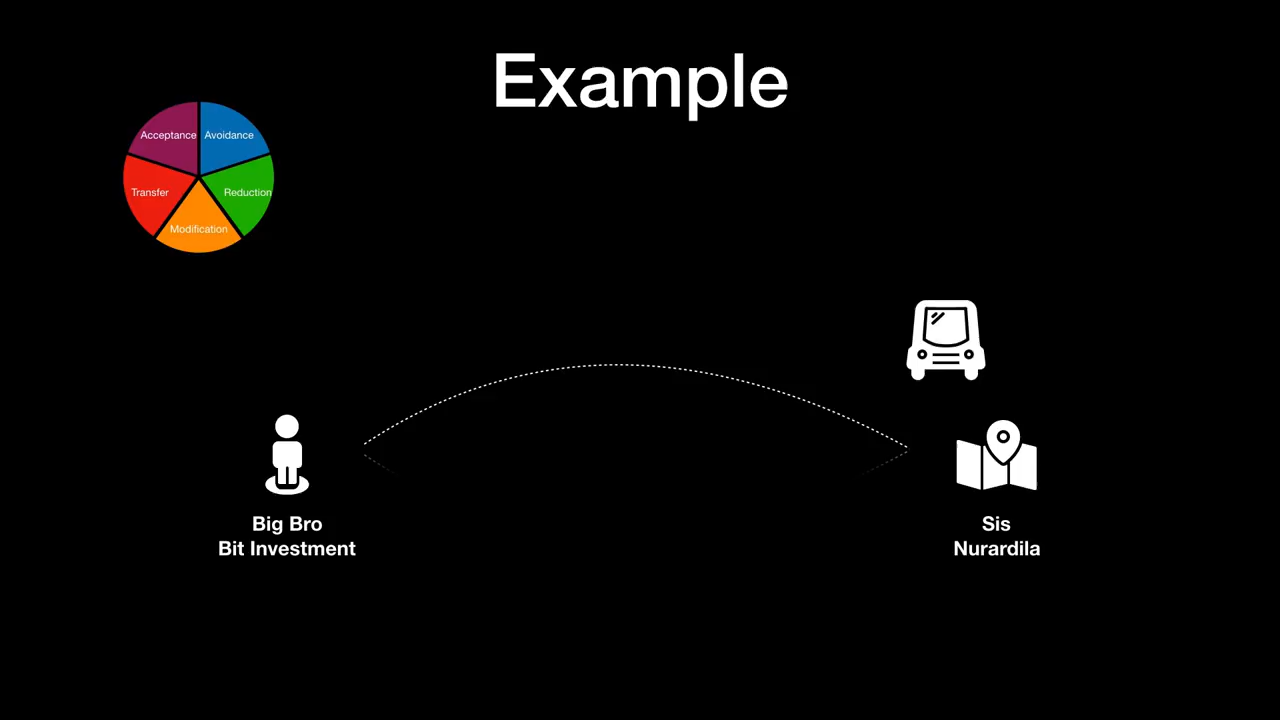 Example
Acceptance
Avoidance
Transfer
Reduction
Modification
Big Bro
Bit Investment
Sis
Nurardila